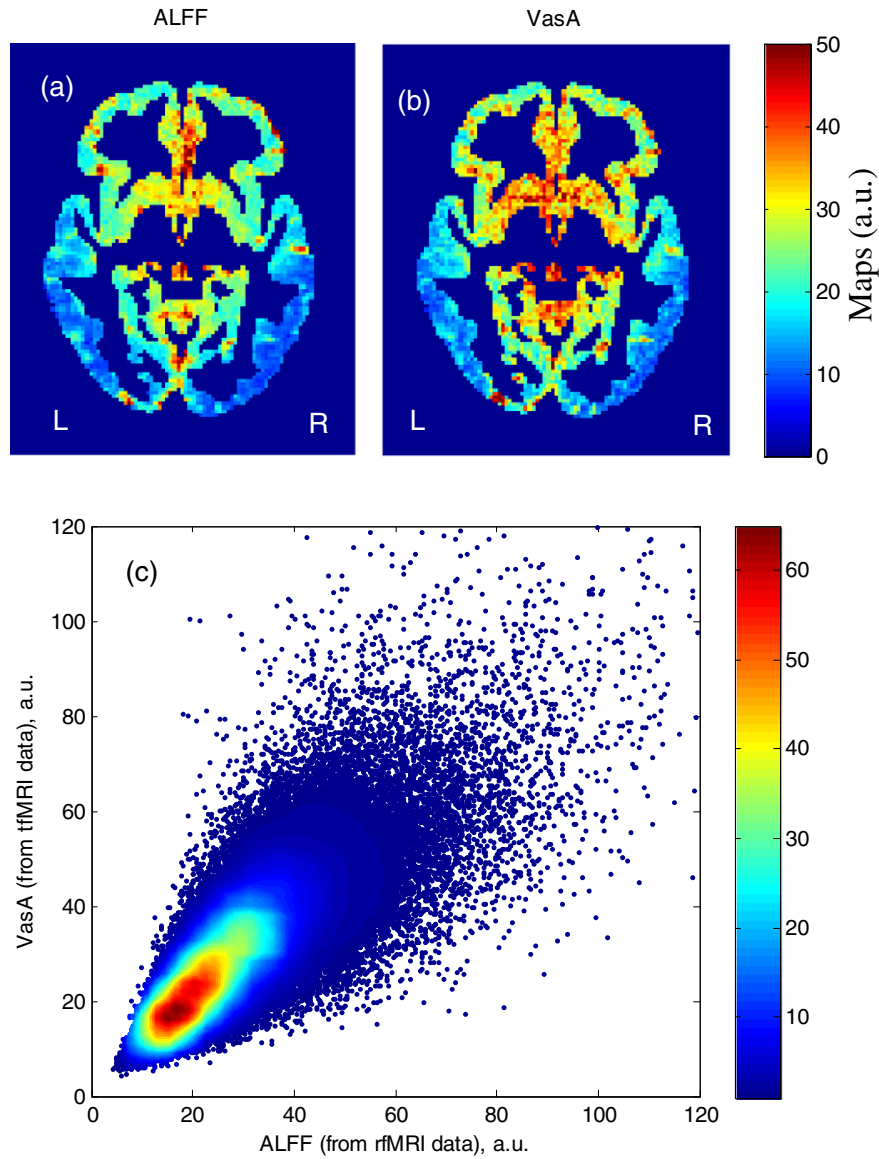 ALFF
VasA
(a)
(b)
L
R
L
R
50
40
30
20
10
0
Maps (a.u.)
(c)
120
100
80
60
40
20
0
VasA (from tfMRI data), a.u.
0 20 40 60 80 100 120
ALFF (from rfMRI data), a.u.
60
50
40
30
20
10